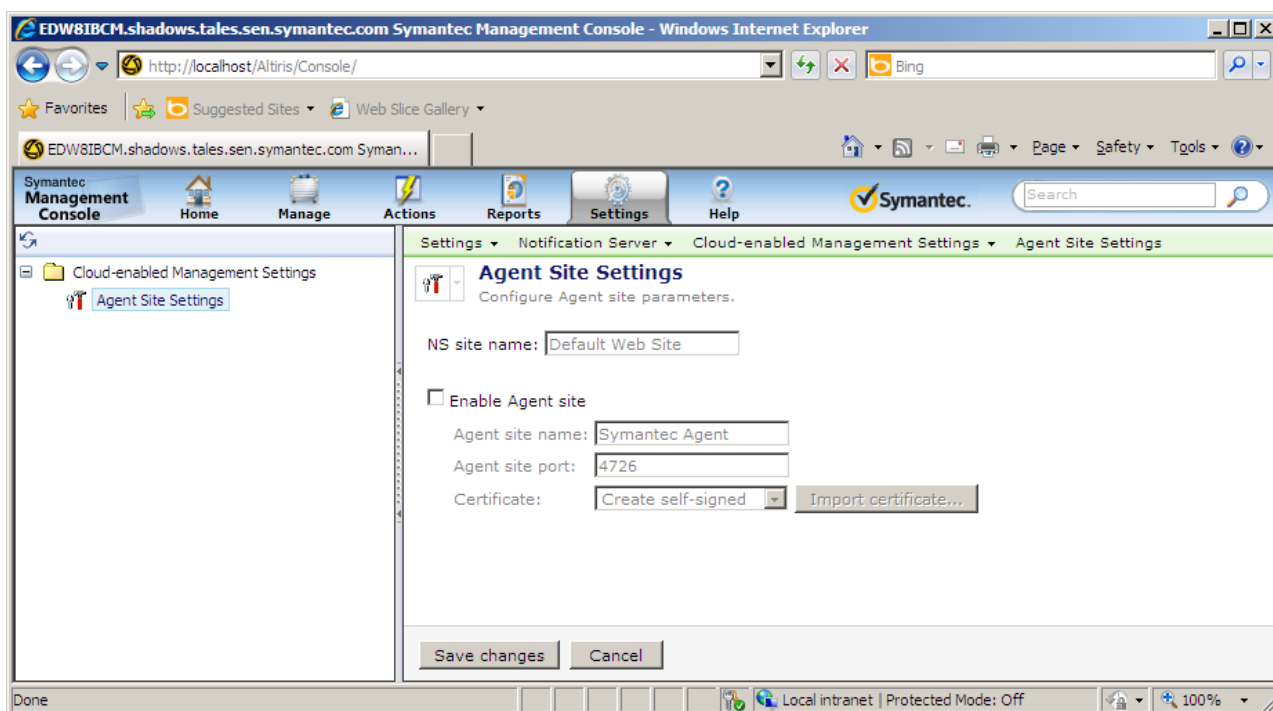 EDW8IBCM.shadows.tales.sen.symantec.com Symantec Management Console - Windows Internet Explorer
http://localhost/Altiris/Console/
Bing
Favorites Suggested Sites Web Slice Gallery
EDW8IBCM.shadows.tales.sen.symantec.com Syman... Page Safety Tools
Symantec
Management
Console
Home Manage Actions Reports Settings Help Symantec. Search
Settings Notification Server Cloud-enabled Management Settings Agent Site Settings
Cloud-enabled Management Settings
Agent Site Settings
Agent Site Settings
Configure Agent site parameters.
NS site name: Default Web Site
Enable Agent site
Agent site name: Symantec Agent
Agent site port: 4726
Certificate: Create self-signed Import certificate...
Save changes Cancel
Done Local intranet | Protected Mode: Off 100%